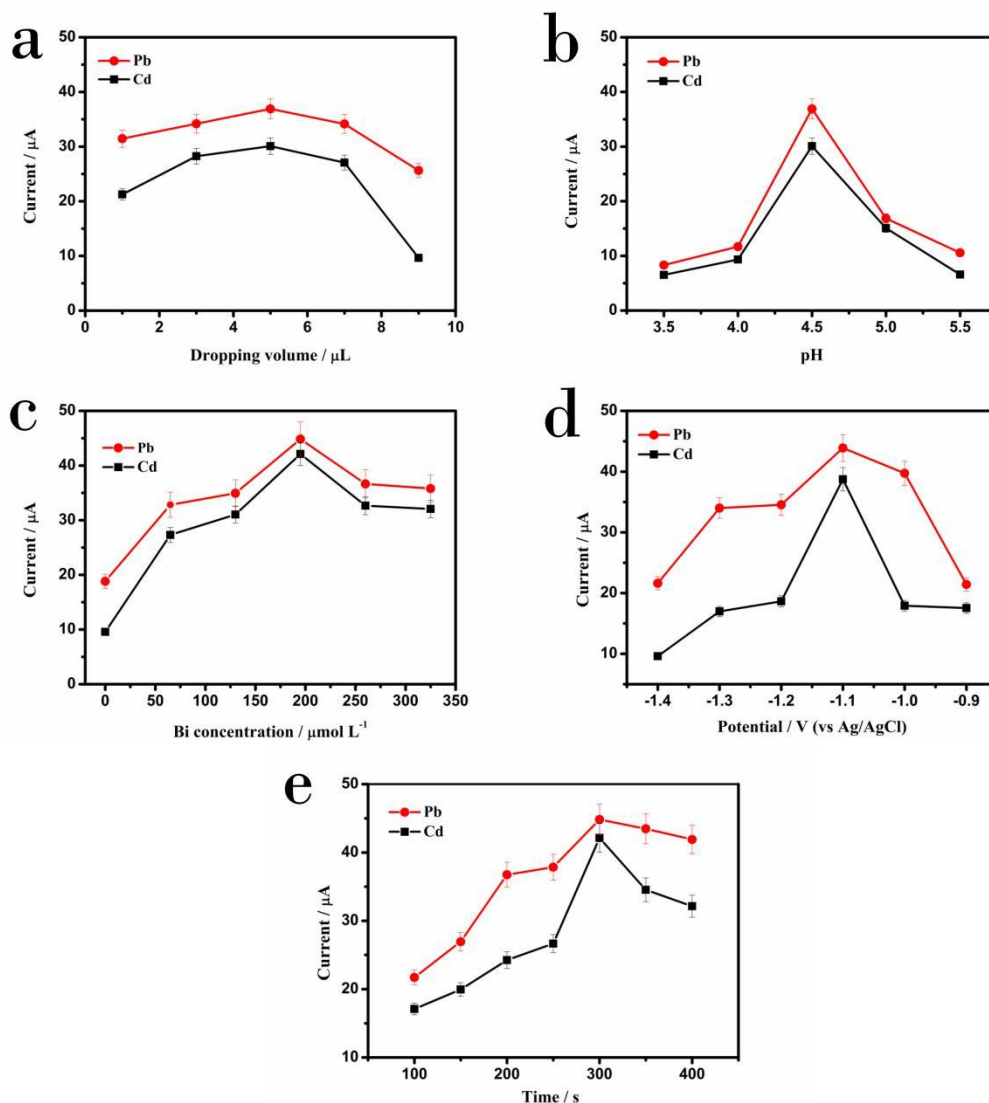 a
50
40
30
20
10
0
Current / μA
Pb
Cd
0 2 4 6 8 10
Dropping volume / μL
b
50
40
30
20
10
0
Current / μA
Pb
Cd
3.5 4.0 4.5 5.0 5.5
pH
c
50
40
30
20
10
0
Current / μA
Pb
Cd
0 50 100 150 200 250 300 350
Bi concentration / μmol L⁻¹
d
50
40
30
20
10
Current / μA
Pb
Cd
-1.4 -1.3 -1.2 -1.1 -1.0 -0.9
Potential / V (vs Ag/AgCl)
e
50
40
30
20
10
Current / μA
Pb
Cd
100 200 300 400
Time / s